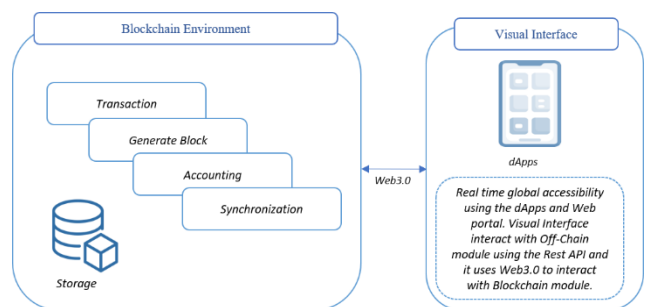 Blockchain Environment
Transaction
Generate Block
Accounting
Synchronization
Storage
Web3.0
Visual Interface
dApps
Real time global accessibility
using the dApps and Web
portal. Visual Interface
interact with Off-Chain
module using the Rest API and
it uses Web3.0 to interact
with Blockchain module.